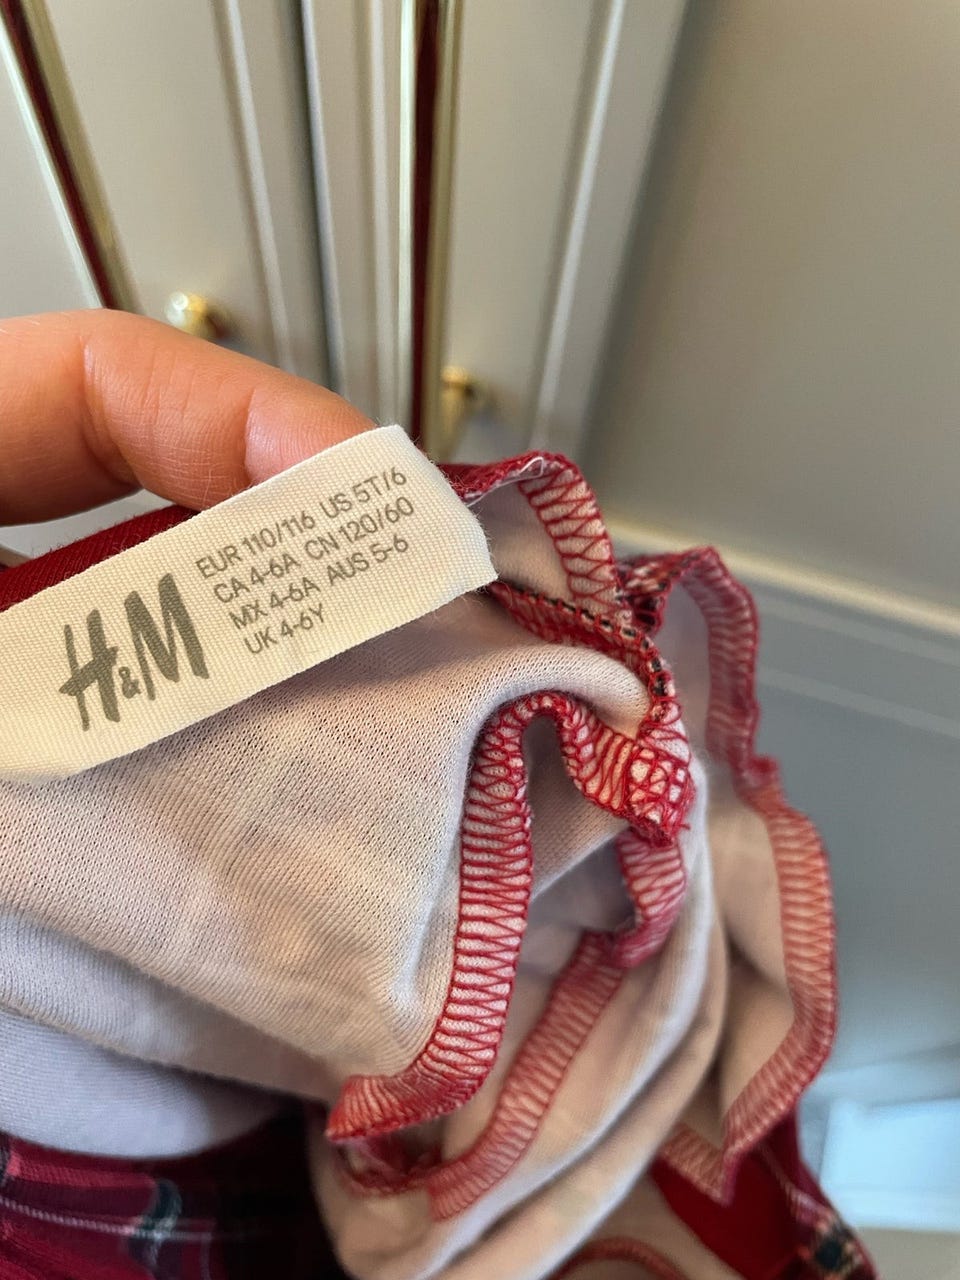 H&M
EUR 110/116 US 5T/6
CA 4-6A CN 120/60
MX 4-6A AUS 5-6
UK 4-6Y